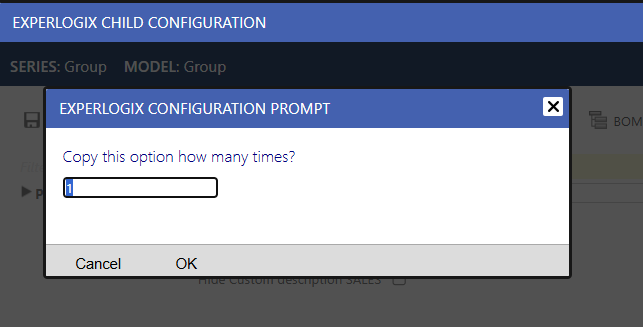 EXPERLOGIX CHILD CONFIGURATION
SERIES: Group MODEL: Group
EXPERLOGIX CONFIGURATION PROMPT
BOM
Copy this option how many times?
1
Cancel OK
Hide Custom description SALES